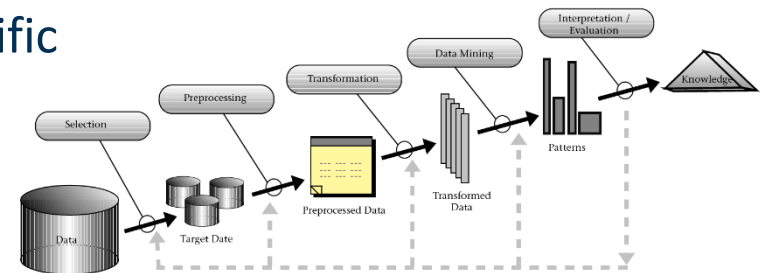 ific
Interpretation /
Evaluation
Data Mining
Transformation
Preprocessing
Selection
Knowledge
Patterns
Transformed
Data
Preprocessed Data
Target Date
Data